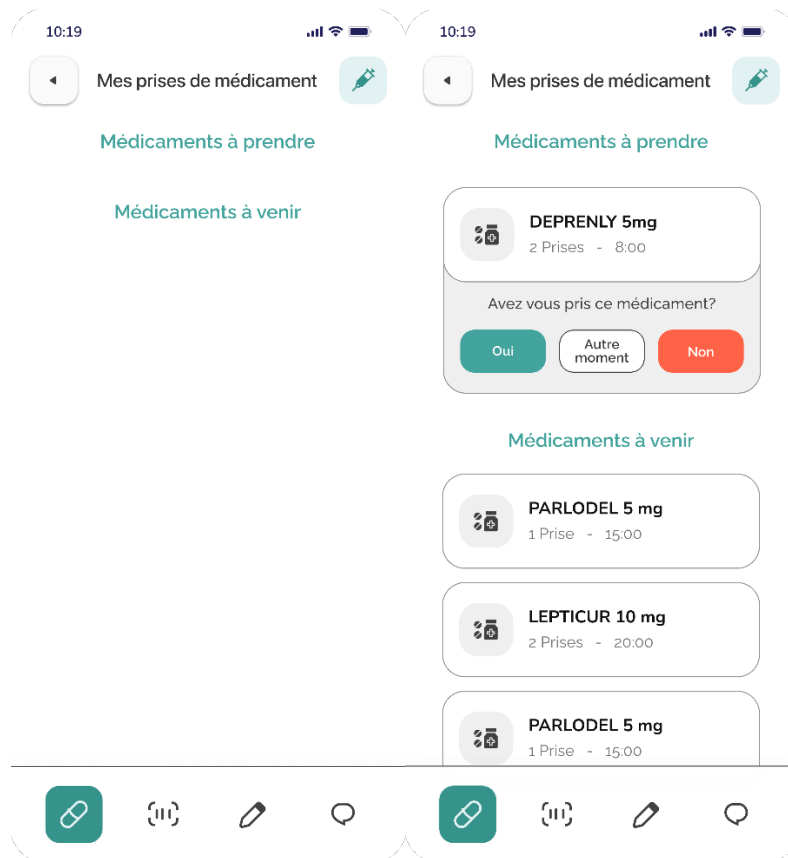 10:19
Mes prises de médicament
Médicaments à prendre
Médicaments à venir
10:19
Mes prises de médicament
Médicaments à prendre
DEPRENLY 5mg
2 Prises - 8:00
Avez vous pris ce médicament?
Oui
Autre
moment
Non
Médicaments à venir
PARLODEL 5 mg
1 Prise - 15:00
LEPTICUR 10 mg
2 Prises - 20:00
PARLODEL 5 mg
1 Prise - 15:00